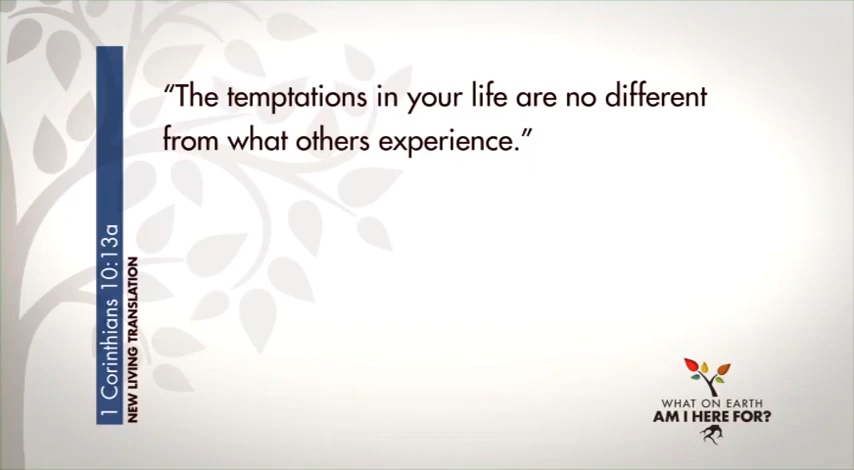 “The temptations in your life are no different
from what others experience.”
1 Corinthians 10:13a
NEW LIVING TRANSLATION
WHAT ON EARTH
AM I HERE FOR?